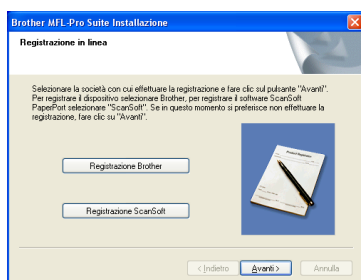 Brother MFL-Pro Suite Installazione
Registrazione in linea
Selezionare la società con cui effettuare la registrazione e fare clic sul pulsante "Avanti".
Per registrare il dispositivo selezionare Brother, per registrare il software ScanSoft
PaperPort selezionare "ScanSoft". Se in questo momento si preferisce non effettuare la
registrazione, fare clic su "Avanti".
Registrazione Brother
Product Registration
Registrazione ScanSoft
< Indietro Avanti > Annulla